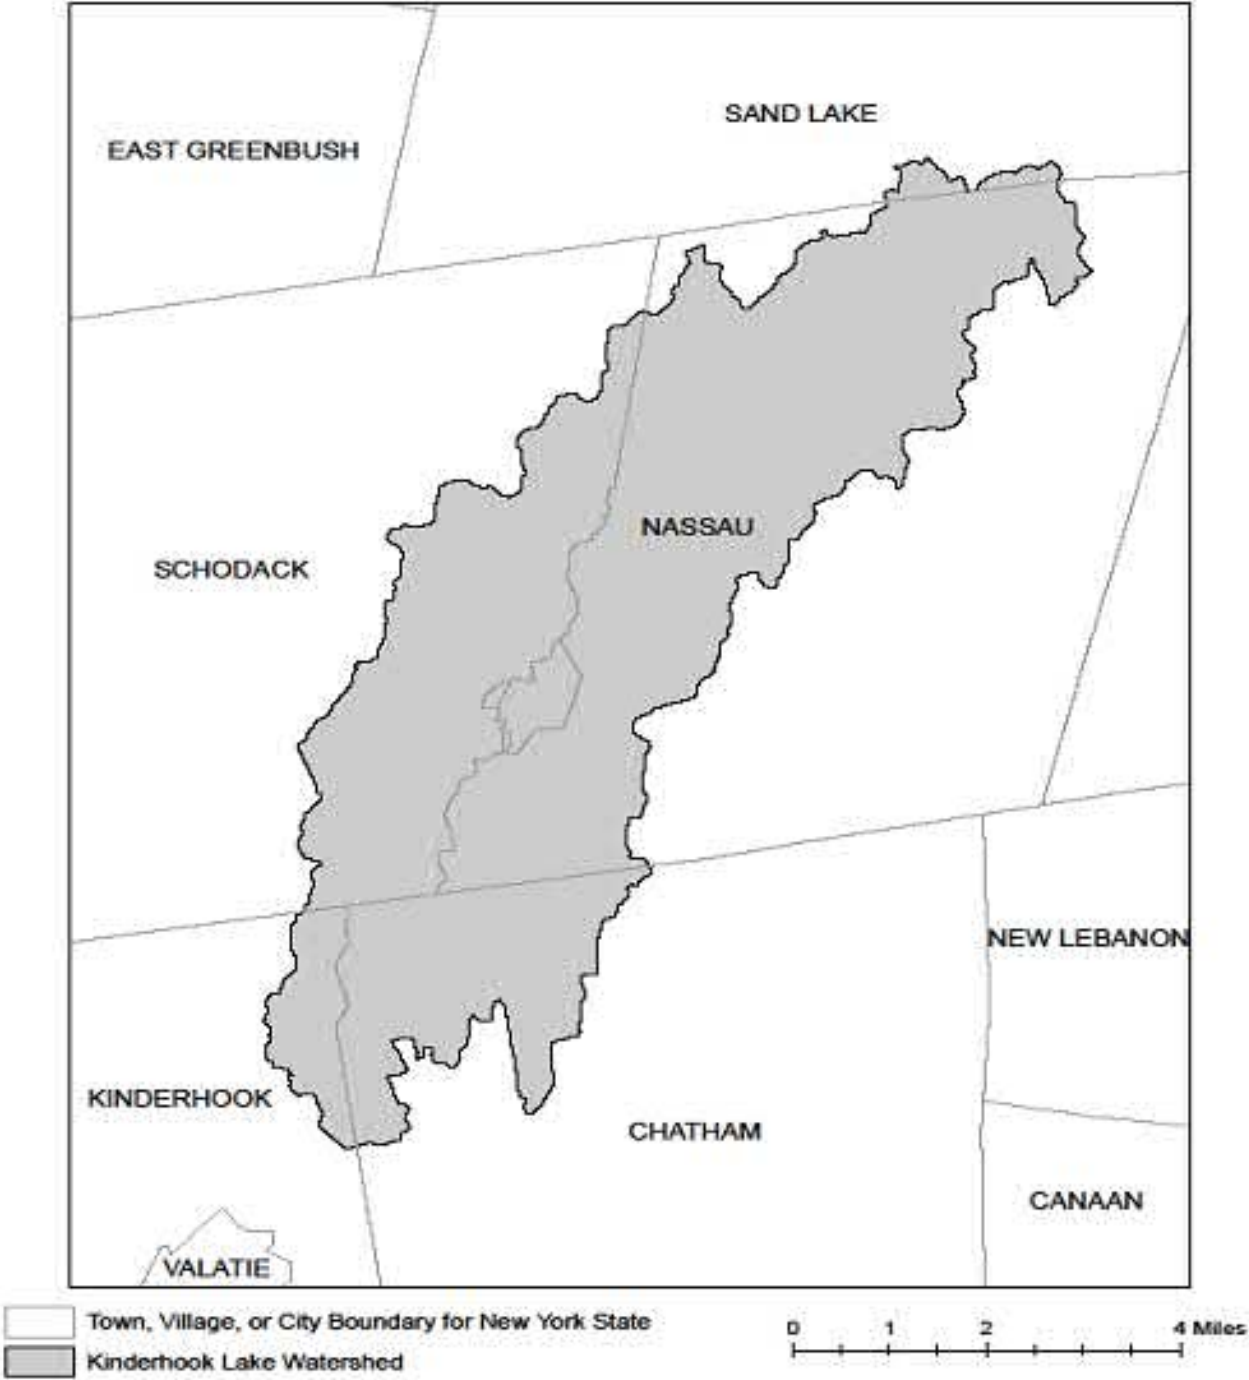 SAND LAKE
EAST GREENBUSH
NASSAU
SCHODACK
NEW LEBANON
KINDERHOOK
CHATHAM
CANAAN
VALATIE
Town, Village, or City Boundary for New York State
Kinderhook Lake Watershed
0 1 2 4 Miles